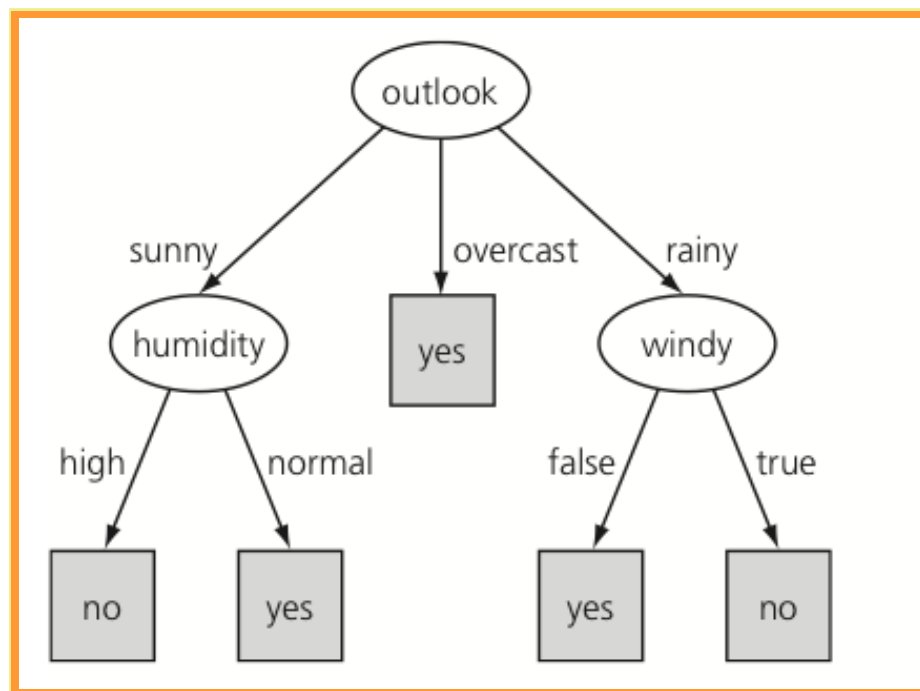 outlook
sunny
overcast
rainy
humidity
yes
windy
high
normal
false
true
no
yes
yes
no